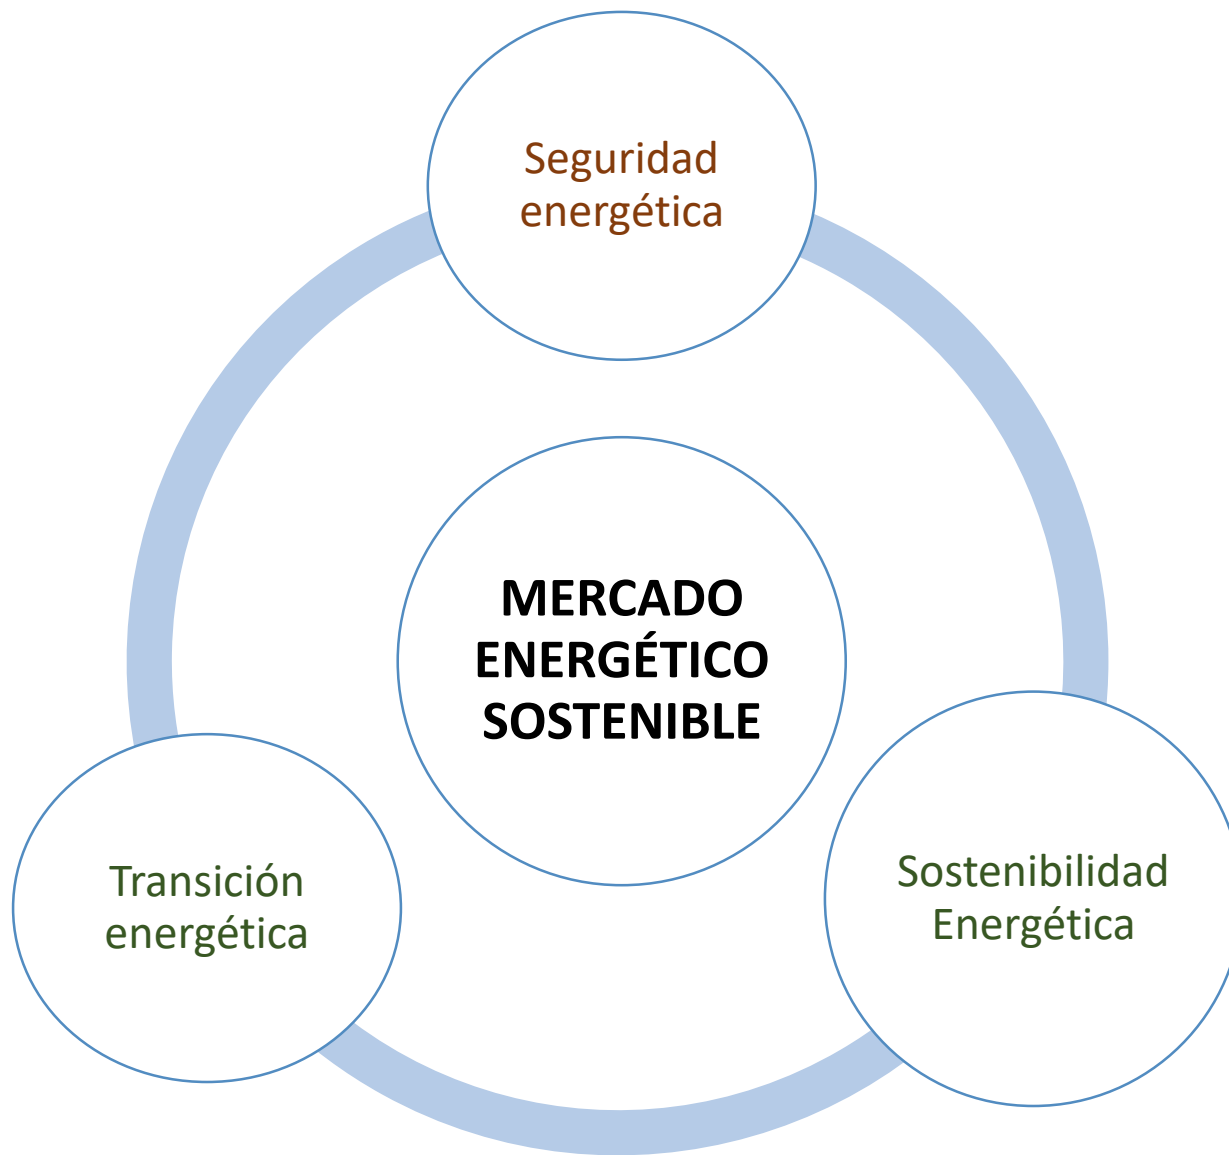 Seguridad
energética
MERCADO
ENERGÉTICO
SOSTENIBLE
Transición
energética
Sostenibilidad
Energética